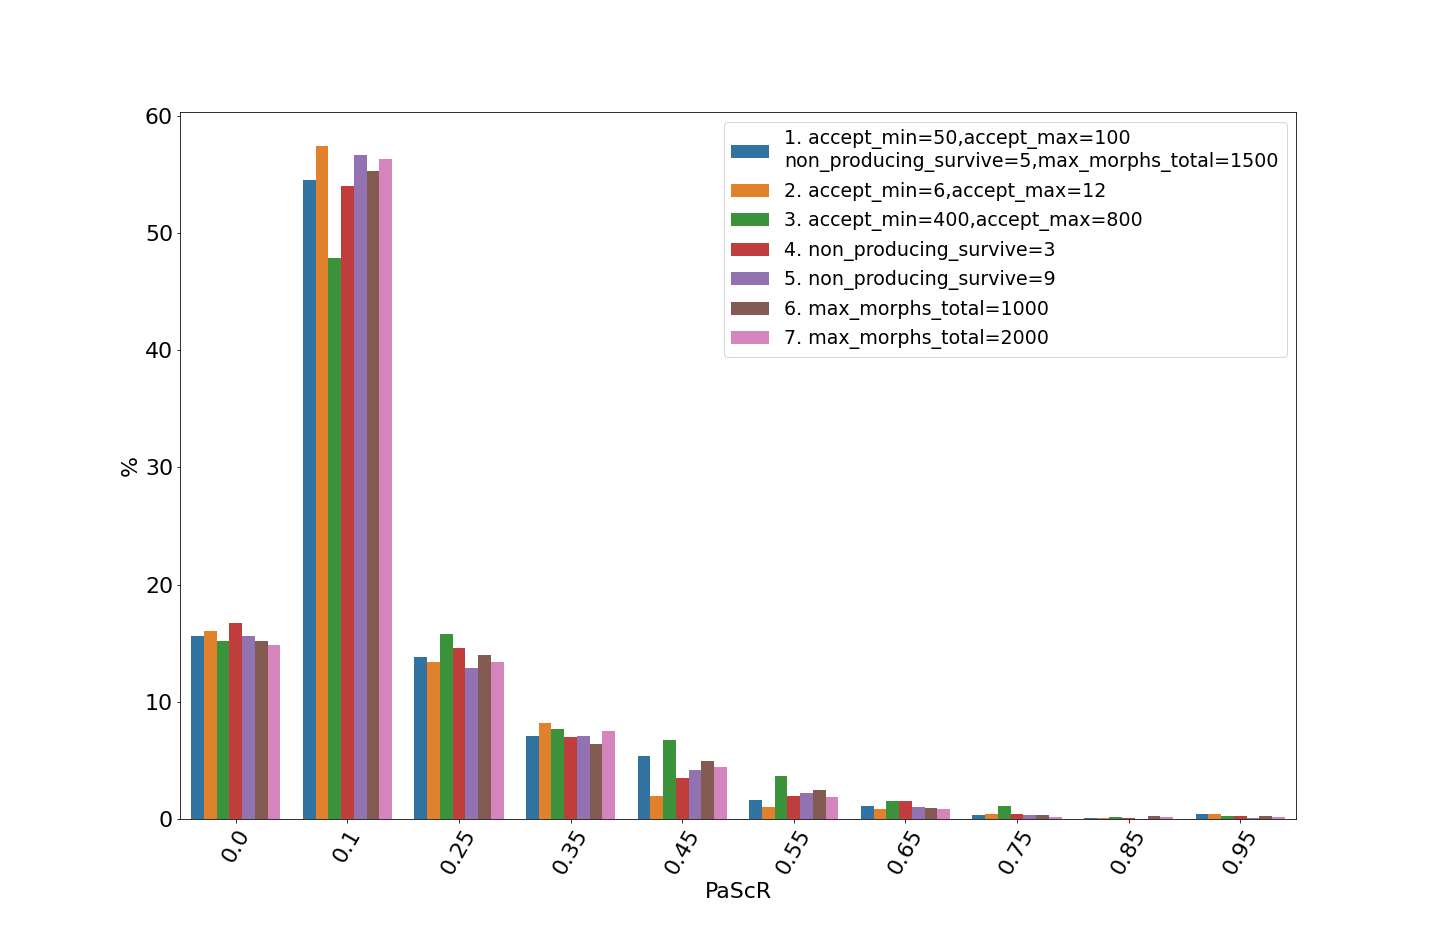 60
50
40
30
20
10
0
%
1. accept_min=50,accept_max=100
non_producing_survive=5,max_morphs_total=1500
2. accept_min=6,accept_max=12
3. accept_min=400,accept_max=800
4. non_producing_survive=3
5. non_producing_survive=9
6. max_morphs_total=1000
7. max_morphs_total=2000
0.0 0.1 0.25 0.35 0.45 0.55 0.65 0.75 0.85 0.95
PaScR